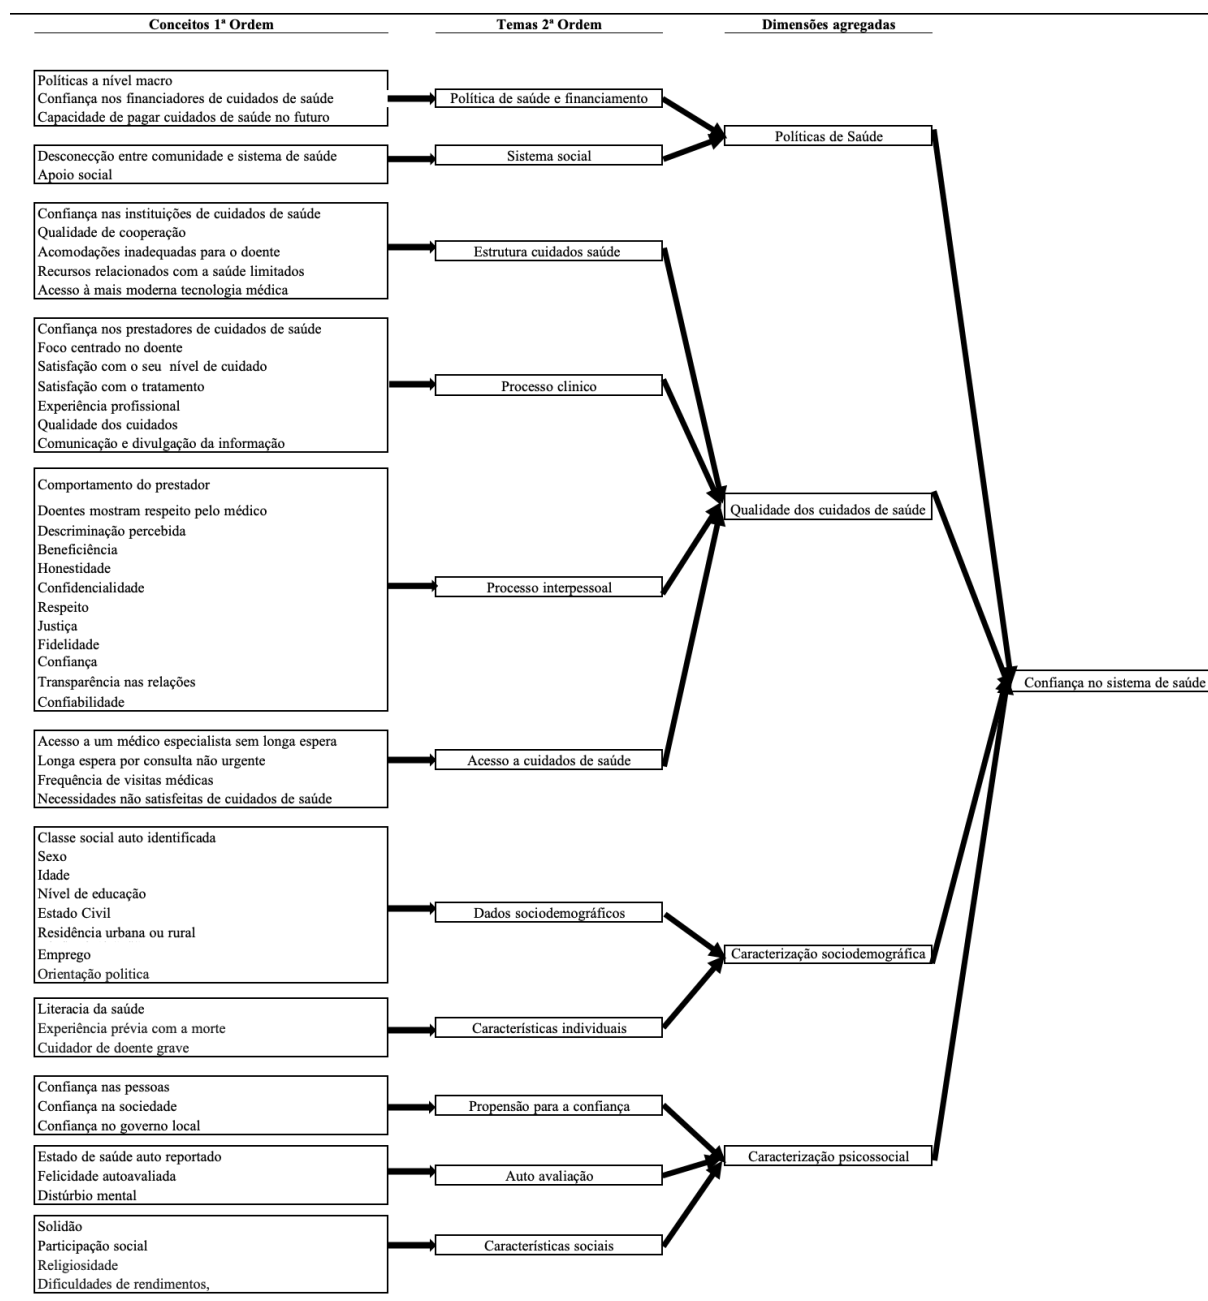 Conceitos 1ª Ordem
Temas 2ª Ordem
Dimensões agregadas
Políticas a nível macro
Confiança nos financiadores de cuidados de saúde
Capacidade de pagar cuidados de saúde no futuro
Política de saúde e financiamento
Políticas de Saúde
Desconecção entre comunidade e sistema de saúde
Apoio social
Sistema social
Confiança nas instituições de cuidados de saúde
Qualidade de cooperação
Acomodações inadequadas para o doente
Recursos relacionados com a saúde limitados
Acesso à mais moderna tecnologia médica
Estrutura cuidados saúde
Confiança nos prestadores de cuidados de saúde
Foco centrado no doente
Satisfação com o seu nível de cuidado
Satisfação com o tratamento
Experiência profissional
Qualidade dos cuidados
Comunicação e divulgação da informação
Processo clinico
Comportamento do prestador
Doentes mostram respeito pelo médico
Descriminação percebida
Beneficiência
Honestidade
Confidencialidade
Respeito
Justiça
Fidelidade
Confiança
Transparência nas relações
Confiabilidade
Processo interpessoal
Qualidade dos cuidados de saúde
Confiança no sistema de saúde
Acesso a um médico especialista sem longa espera
Longa espera por consulta não urgente
Frequência de visitas médicas
Necessidades não satisfeitas de cuidados de saúde
Acesso a cuidados de saúde
Classe social auto identificada
Sexo
Idade
Nível de educação
Estado Civil
Residência urbana ou rural
Emprego
Orientação politica
Dados sociodemográficos
Caracterização sociodemográfica
Literacia da saúde
Experiência prévia com a morte
Cuidador de doente grave
Características individuais
Confiança nas pessoas
Confiança na sociedade
Confiança no governo local
Propensão para a confiança
Estado de saúde auto reportado
Felicidade autoavaliada
Distúrbio mental
Auto avaliação
Caracterização psicossocial
Solidão
Participação social
Religiosidade
Dificuldades de rendimentos,
Características sociais